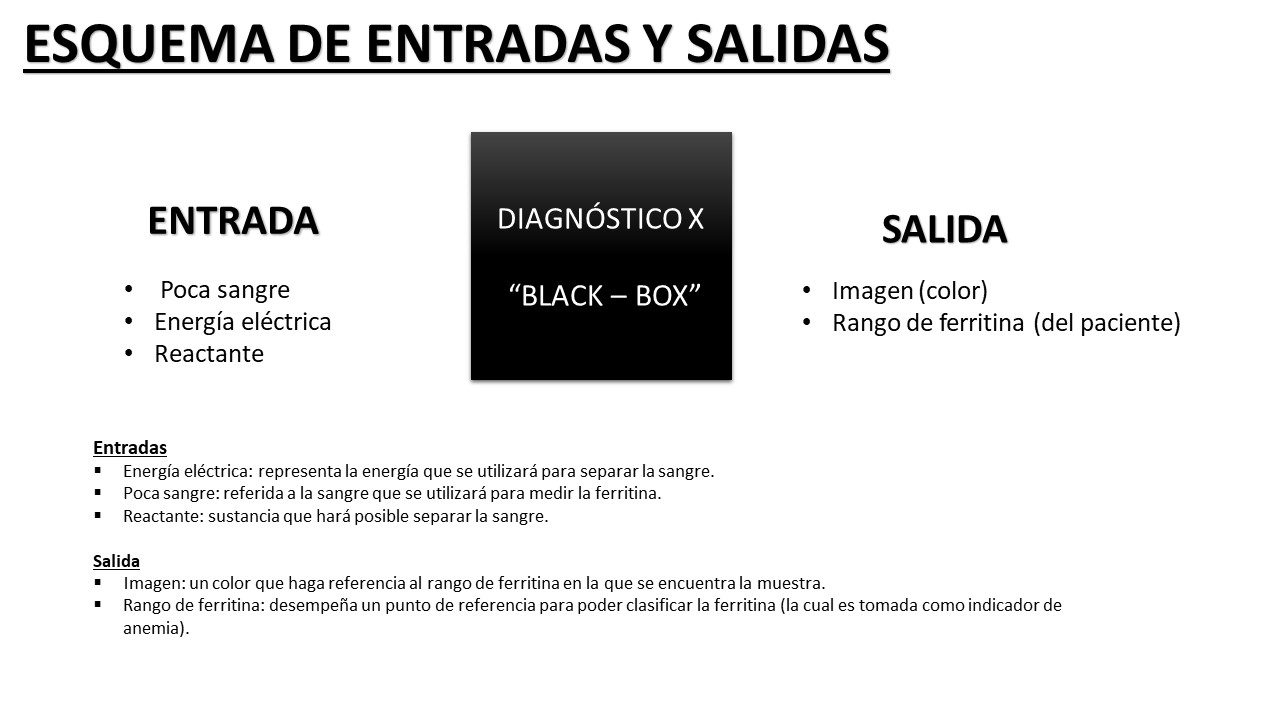 ESQUEMA DE ENTRADAS Y SALIDAS
ENTRADA
• Poca sangre
• Energía eléctrica
• Reactante
DIAGNÓSTICO X
“BLACK – BOX”
SALIDA
• Imagen (color)
• Rango de ferritina (del paciente)
Entradas
▪ Energía eléctrica: representa la energía que se utilizará para separar la sangre.
▪ Poca sangre: referida a la sangre que se utilizará para medir la ferritina.
▪ Reactante: sustancia que hará posible separar la sangre.
Salida
▪ Imagen: un color que haga referencia al rango de ferritina en la que se encuentra la muestra.
▪ Rango de ferritina: desempeña un punto de referencia para poder clasificar la ferritina (la cual es tomada como indicador de
anemia).